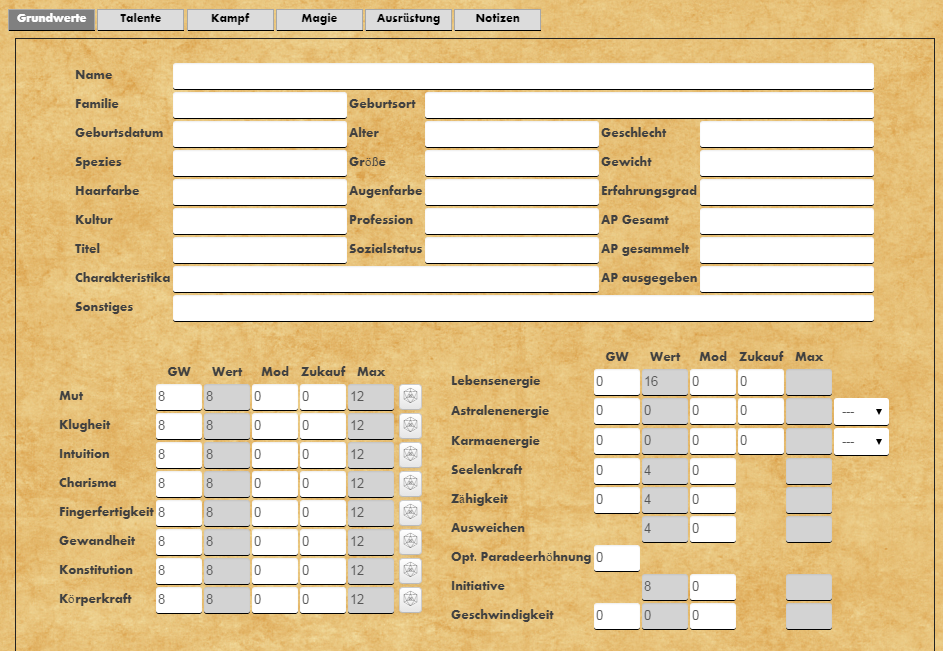 Grundwerte Talente Kampf Magie Ausrüstung Notizen
Name
Familie Geburtsort
Geburtsdatum Alter Geschlecht
Spezies Größe Gewicht
Haarfarbe Augenfarbe Erfahrungsgrad
Kultur Profession AP Gesamt
Titel Sozialstatus AP gesammelt
Charakteristika AP ausgegeben
Sonstiges
GW Wert Mod Zukauf Max
Mut 8 8 0 0 12
Klugheit 8 8 0 0 12
Intuition 8 8 0 0 12
Charisma 8 8 0 0 12
Fingerfertigkeit 8 8 0 0 12
Gewandheit 8 8 0 0 12
Konstitution 8 8 0 0 12
Körperkraft 8 8 0 0 12
GW Wert Mod Zukauf Max
Lebensenergie 0 16 0 0
Astralenenergie 0 0 0 0 ---
Karmaenergie 0 0 0 0 ---
Seelenkraft 0 4 0
Zähigkeit 0 4 0
Ausweichen 4 0
Opt. Paradeerhöhnung 0
Initiative 8 0
Geschwindigkeit 0 0 0